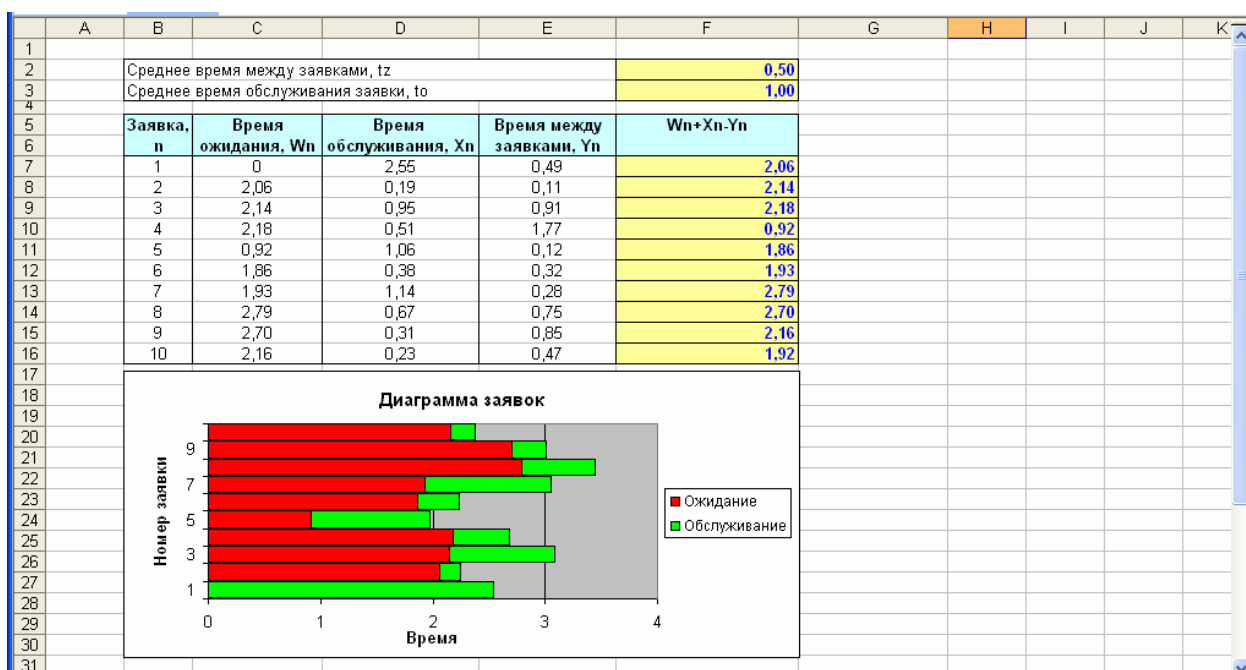 A B C D E F G H I J K
1
2 Среднее время между заявками, tz 0,50
3 Среднее время обслуживания заявки, to 1,00
4
5 Заявка, Время Время Время между Wn+Xn-Yn
6 n ожидания, Wn обслуживания, Xn заявками, Yn
7 1 0 2,55 0,49 2,06
8 2 2,06 0,19 0,11 2,14
9 3 2,14 0,95 0,91 2,18
10 4 2,18 0,51 1,77 0,92
11 5 0,92 1,06 0,12 1,86
12 6 1,86 0,38 0,32 1,93
13 7 1,93 1,14 0,28 2,79
14 8 2,79 0,67 0,75 2,70
15 9 2,70 0,31 0,85 2,16
16 10 2,16 0,23 0,47 1,92
17
18 Диаграмма заявок
19
20 9
21
22 7
23 Ожидание
24 5 Обслуживание
25
26 3
27 1
28
29 0 1 2 3 4
30 Время
31
Номер заявки